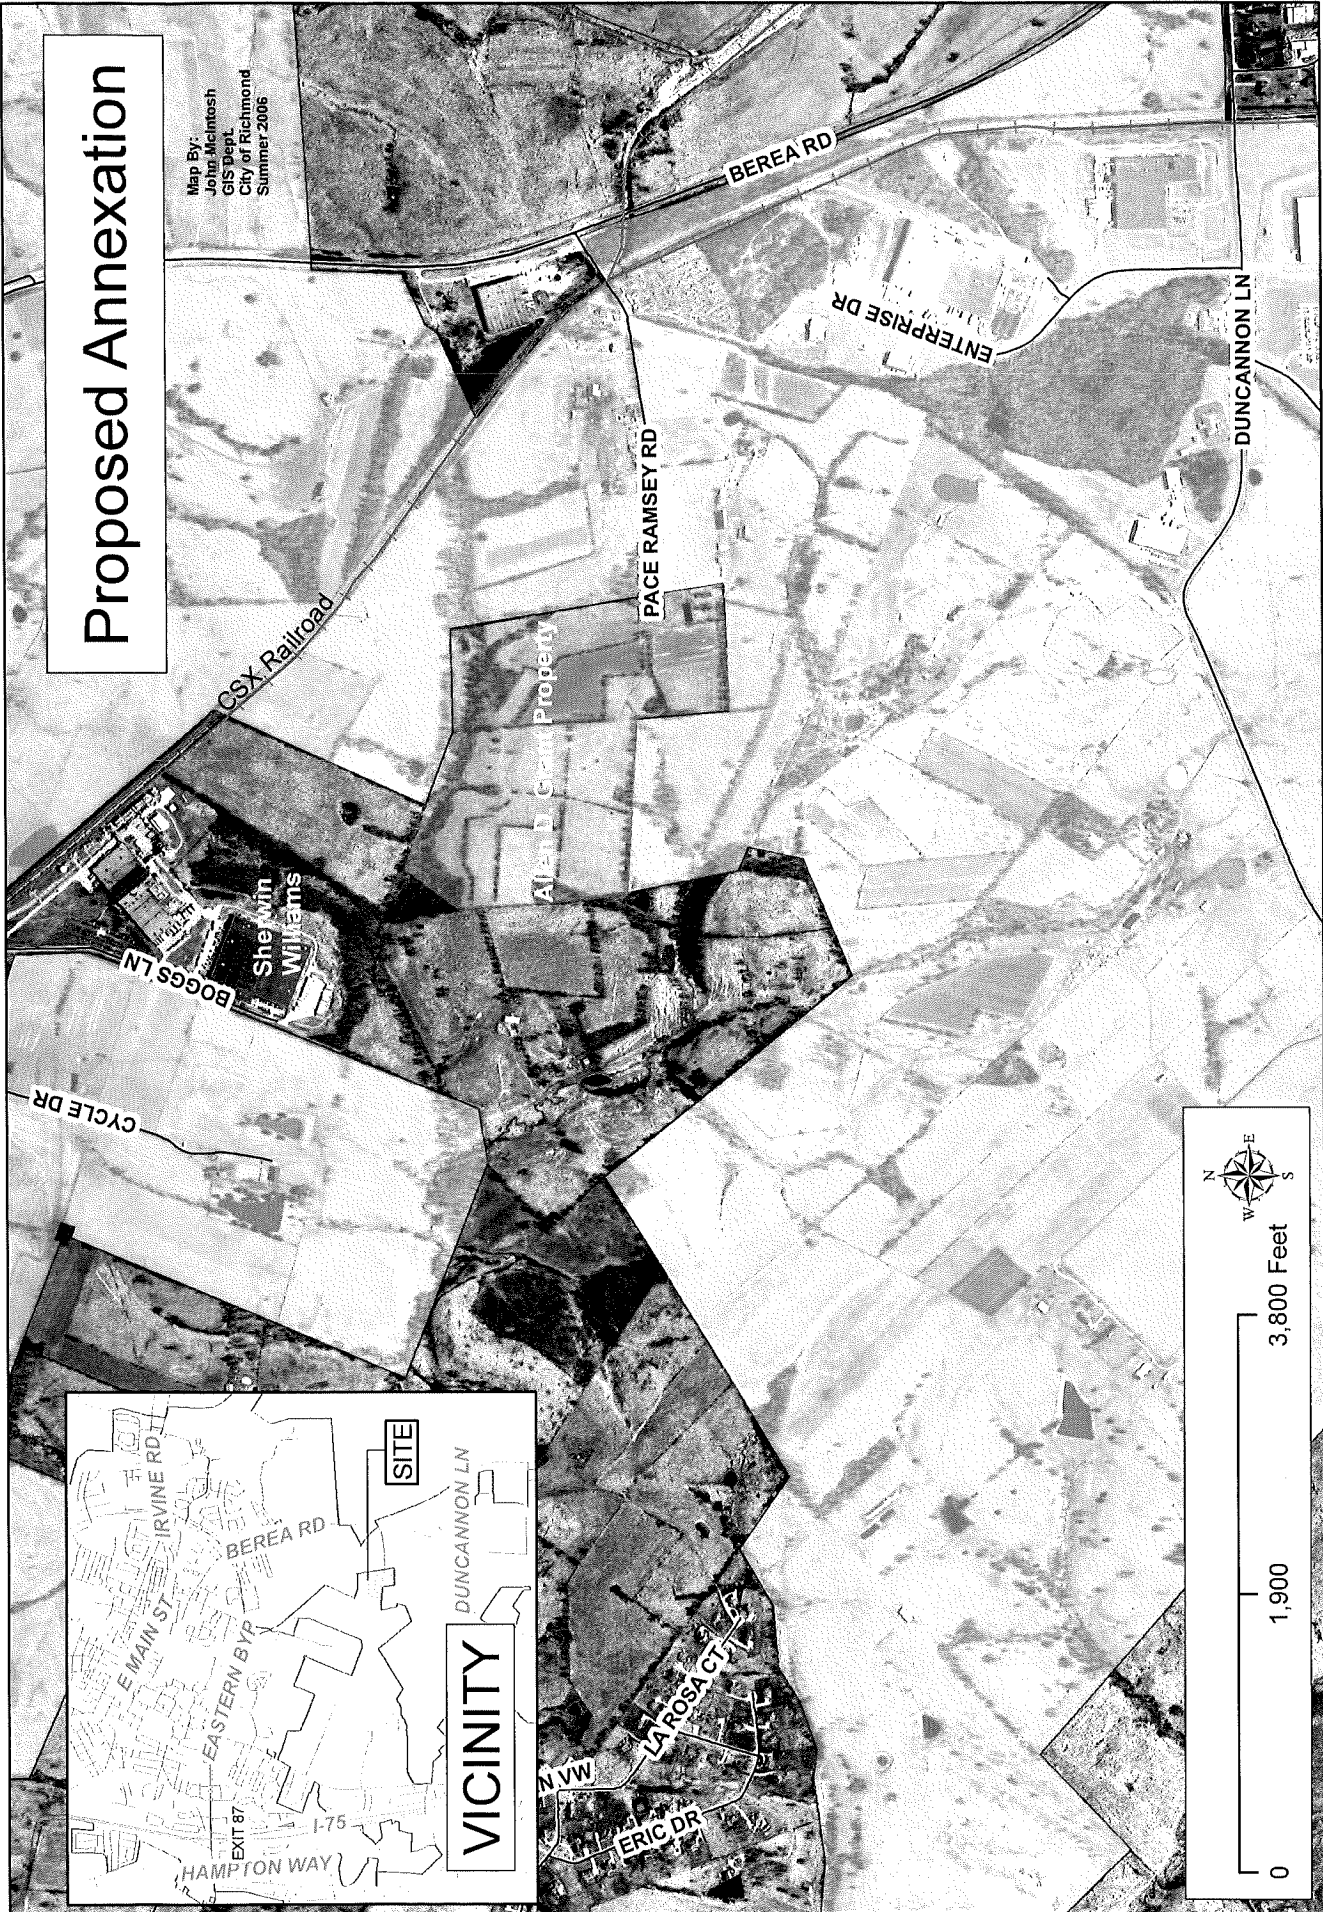 Proposed Annexation
Map By:
John McIntosh
GIS Dept.
City of Richmond
Summer 2006
CSX Railroad
BEREA RD
BOGGS LN
Sherwin
Williams
CYCLE DR
Property
PACE RAMSEY RD
ENTERPRISE DR
DUNCANNON LN
IRVINE RD
E MAIN ST
BEREA RD
EASTERN BYP
SITE
DUNCANNON LN
EXIT 87
I-75
HAMPTON WAY
VICINITY
N VW
LA ROSA CT
ERIC DR
N
W
E
S
0
1,900
3,800 Feet